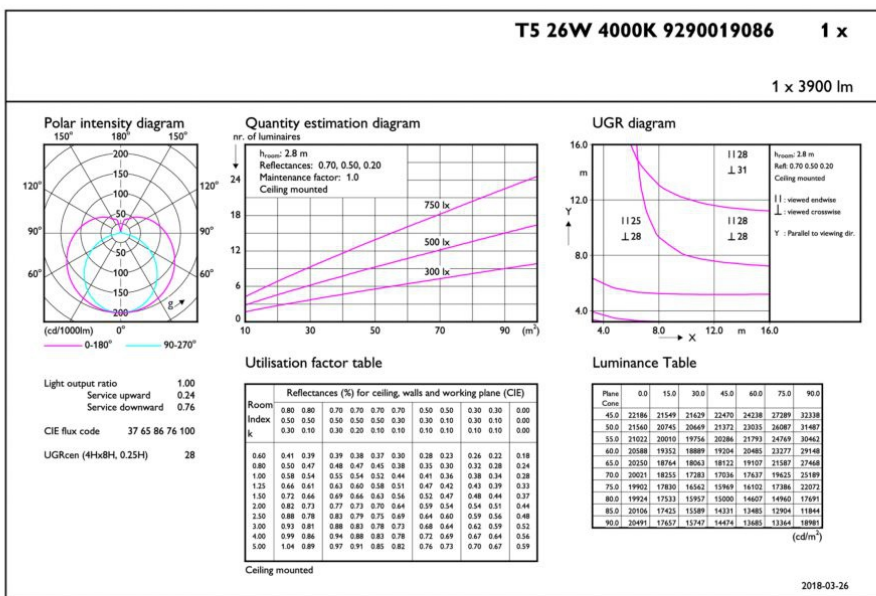 T5 26W 4000K 9290019086 1 x
1 x 3900 lm
Polar intensity diagram
150° 180° 150°
200
150
120° 120°
100
50
90° 90°
50
60° 100 60°
150
g
200
(cd/1000lm) 0°
0-180° 90-270°
Light output ratio 1.00
Service upward 0.24
Service downward 0.76
CIE flux code 37 65 86 76 100
UGRcen (4Hx8H, 0.25H) 28
Quantity estimation diagram
nr. of luminaires
hroom: 2.8 m
Reflectances: 0.70, 0.50, 0.20
Maintenance factor: 1.0
Ceiling mounted
24
750 lx
18
12
500 lx
6
300 lx
0
10 30 50 70 90 (m²)
UGR diagram
16.0
m
12.0
Y
8.0
4.0
4.0 8.0 12.0 m 16.0
X
||28
⊥31
||25
⊥28
||28
⊥28
hroom: 2.8 m
Refl: 0.70 0.50 0.20
Ceiling mounted
|| : viewed endwise
⊥ : viewed crosswise
Y : Parallel to viewing dir.
Utilisation factor table
Room Index k
Reflectances (%) for ceiling, walls and working plane (CIE)
0.80 0.80 0.70 0.70 0.70 0.70 0.50 0.50 0.30 0.30 0.00
0.50 0.50 0.50 0.50 0.50 0.30 0.30 0.10 0.30 0.10 0.00
0.30 0.10 0.30 0.20 0.10 0.10 0.10 0.10 0.10 0.10 0.00
0.60 0.41 0.39 0.39 0.38 0.37 0.30 0.28 0.23 0.26 0.22 0.18
0.80 0.50 0.47 0.48 0.47 0.45 0.38 0.35 0.30 0.32 0.28 0.24
1.00 0.58 0.54 0.55 0.54 0.52 0.44 0.41 0.36 0.38 0.34 0.28
1.25 0.66 0.61 0.63 0.60 0.58 0.51 0.47 0.42 0.43 0.39 0.33
1.50 0.72 0.66 0.69 0.66 0.63 0.56 0.52 0.47 0.48 0.44 0.37
2.00 0.82 0.73 0.77 0.73 0.70 0.64 0.59 0.54 0.54 0.51 0.44
2.50 0.88 0.78 0.83 0.79 0.75 0.69 0.64 0.60 0.59 0.56 0.48
3.00 0.93 0.81 0.88 0.83 0.78 0.73 0.68 0.64 0.62 0.59 0.52
4.00 0.99 0.86 0.94 0.88 0.83 0.78 0.72 0.69 0.67 0.64 0.56
5.00 1.04 0.89 0.97 0.91 0.85 0.82 0.76 0.73 0.70 0.67 0.59
Ceiling mounted
Luminance Table
Plane Cone 0.0 15.0 30.0 45.0 60.0 75.0 90.0
45.0 22186 21549 21629 22470 24238 27289 32338
50.0 21560 20745 20669 21372 23035 26087 31487
55.0 21022 20010 19756 20286 21793 24769 30462
60.0 20588 19352 18889 19204 20485 23277 29148
65.0 20250 18764 18063 18122 19107 21587 27468
70.0 20021 18255 17283 17036 17637 19625 25189
75.0 19902 17830 16562 15969 16102 17386 22072
80.0 19924 17533 15957 15000 14607 14960 17691
85.0 20106 17425 15589 14331 13485 12904 11844
90.0 20491 17657 15747 14474 13685 13364 18981
(cd/m²)
2018-03-26